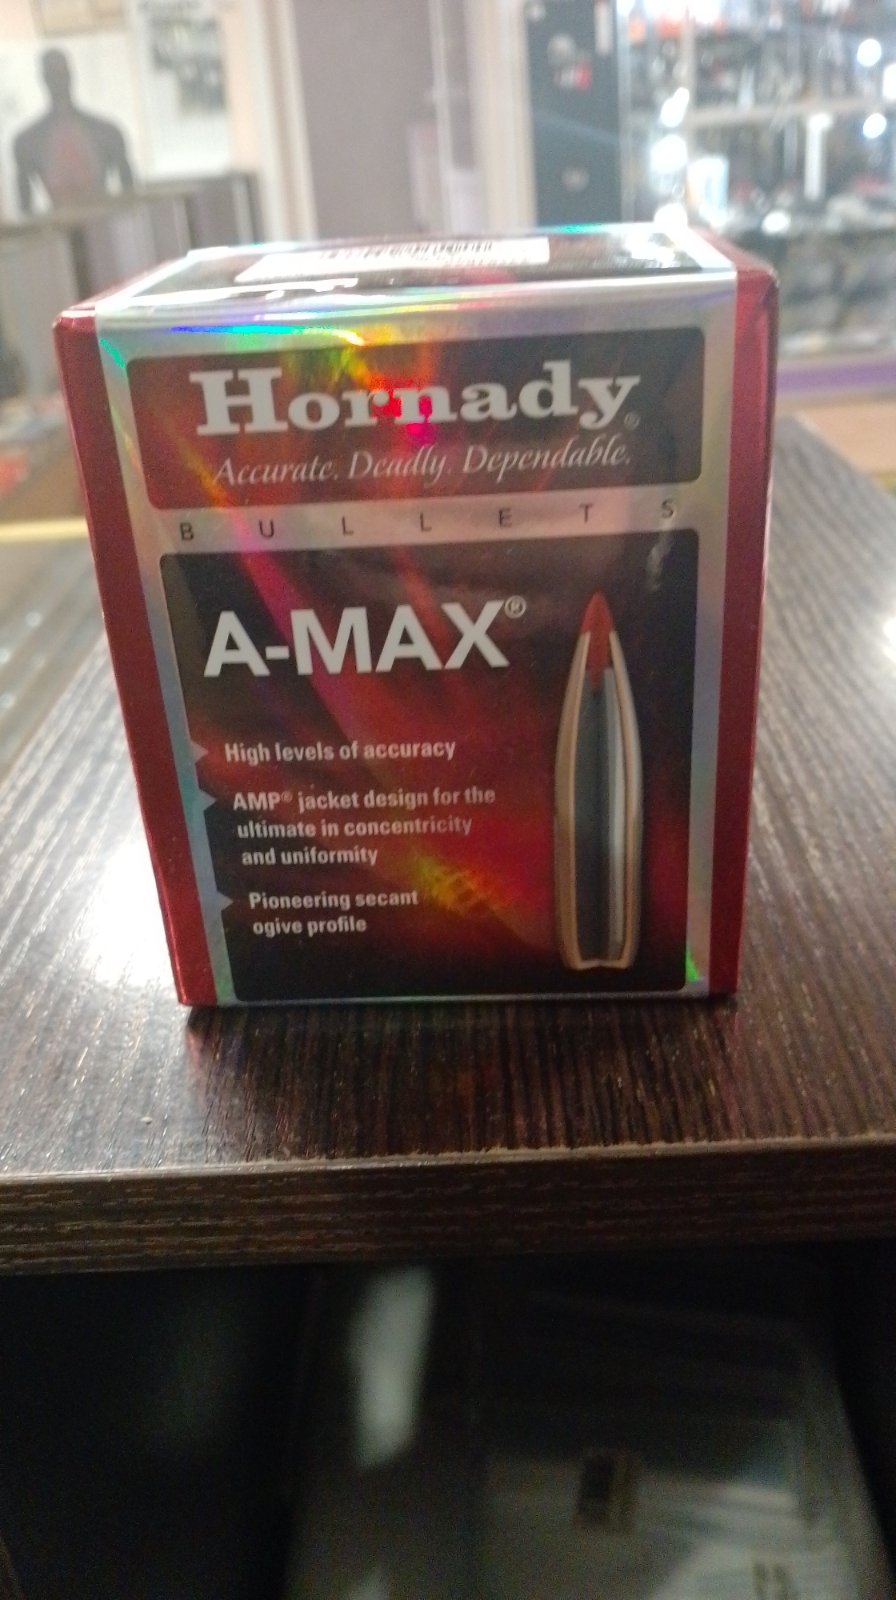 Hornady®
Accurate. Deadly. Dependable.
BULLETS
A-MAX®
High levels of accuracy
AMP® jacket design for the
ultimate in concentricity
and uniformity
Pioneering secant
ogive profile